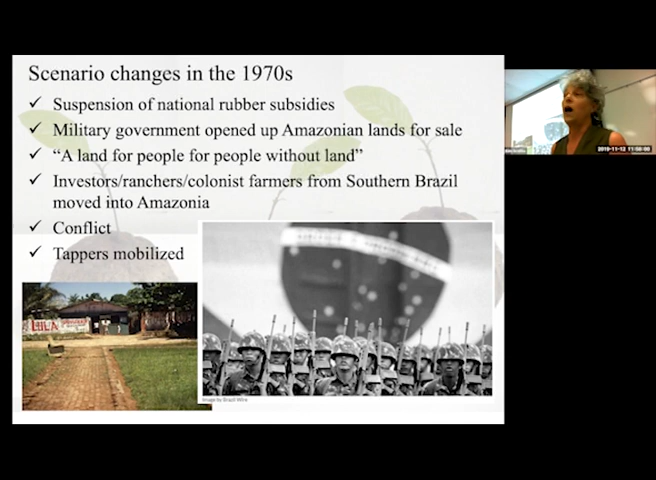 Scenario changes in the 1970s
✓ Suspension of national rubber subsidies
✓ Military government opened up Amazonian lands for sale
✓ “A land for people for people without land”
✓ Investors/ranchers/colonist farmers from Southern Brazil
moved into Amazonia
✓ Conflict
✓ Tappers mobilized
LULA
Image by Brazil Wire
2019-11-12 11:58:00